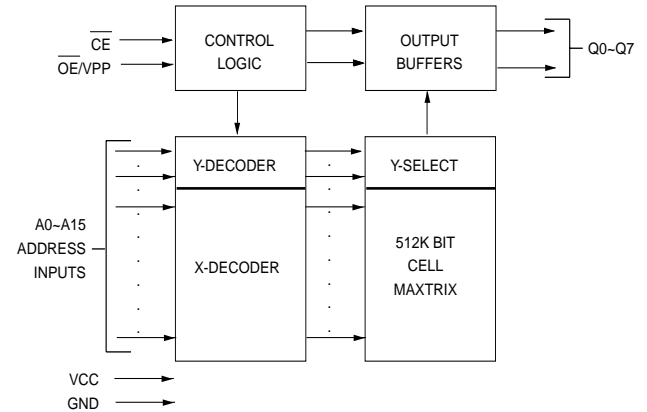 CE
OE/VPP
CONTROL
LOGIC
OUTPUT
BUFFERS
Q0~Q7
A0~A15
ADDRESS
INPUTS
Y-DECODER
X-DECODER
Y-SELECT
512K BIT
CELL
MAXTRIX
VCC
GND